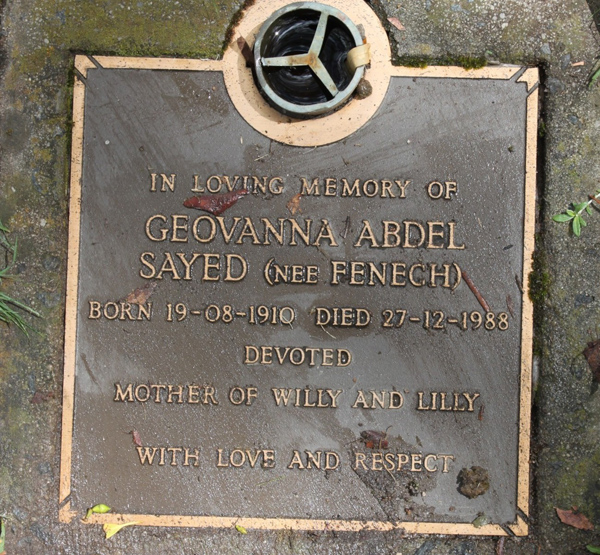 IN LOVING MEMORY OF
GEOVANNA ABDEL
SAYED (NEE FENECH)
BORN 19-08-1910 DIED 27-12-1988
DEVOTED
MOTHER OF WILLY AND LILLY
WITH LOVE AND RESPECT